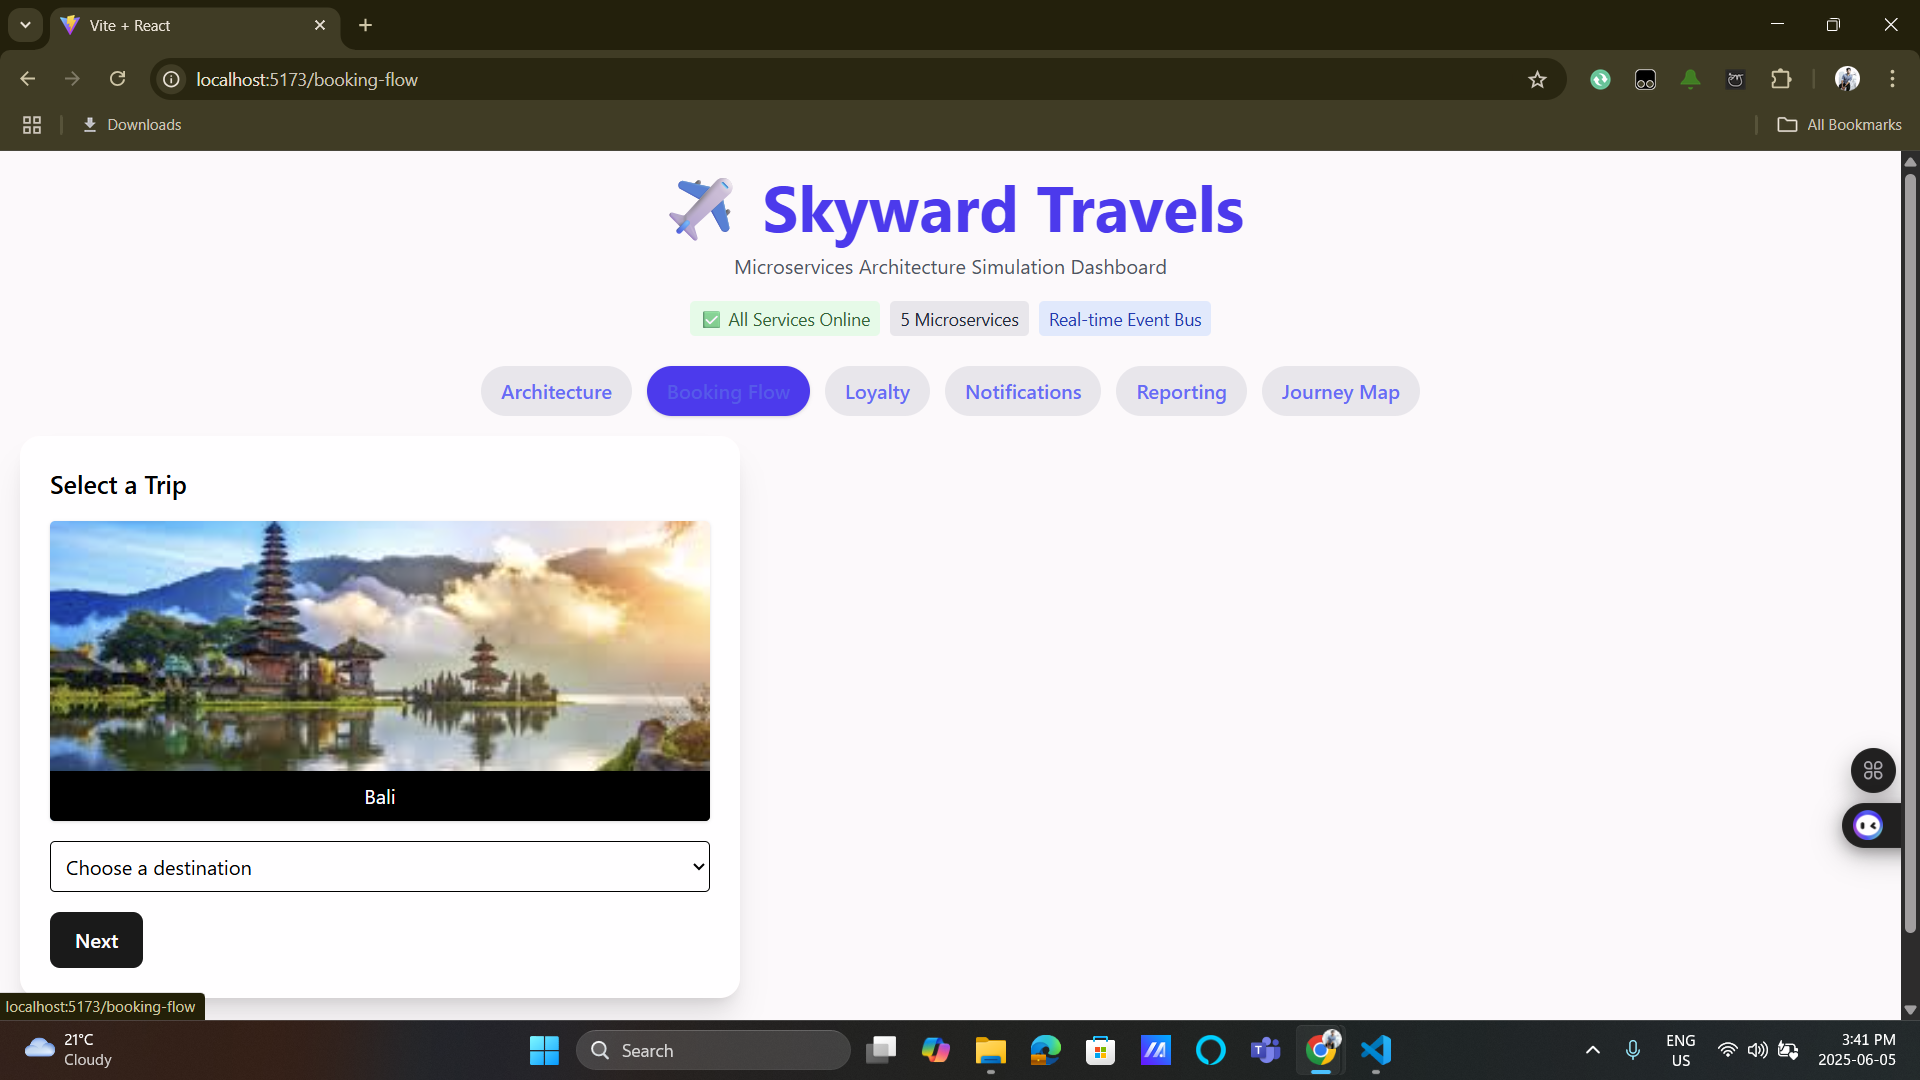 Vite + React
localhost:5173/booking-flow
Downloads
All Bookmarks
Skyward Travels
Microservices Architecture Simulation Dashboard
All Services Online
5 Microservices
Real-time Event Bus
Architecture
Booking Flow
Loyalty
Notifications
Reporting
Journey Map
Select a Trip
Bali
Choose a destination
Next
localhost:5173/booking-flow
21°C
Cloudy
Search
ENG
US
3:41 PM
2025-06-05